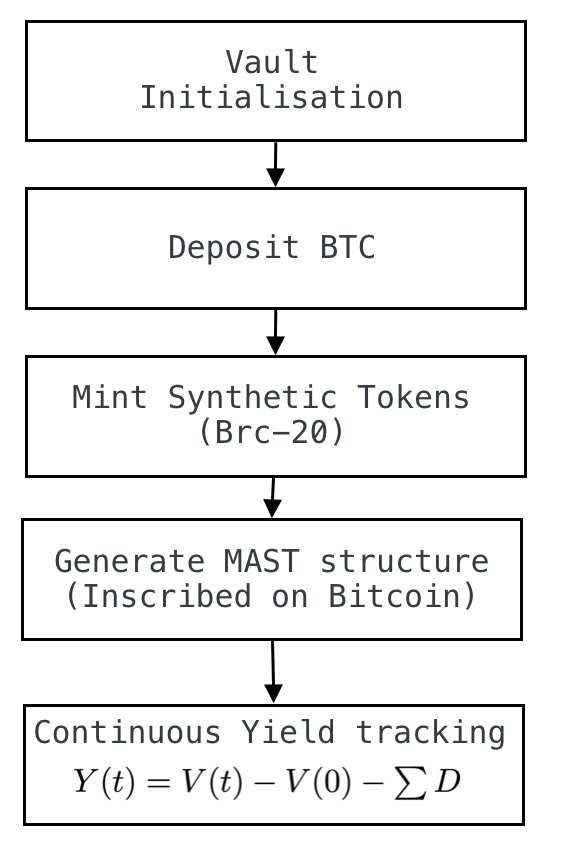 Vault
Initialisation
Deposit BTC
Mint Synthetic Tokens
(Brc-20)
Generate MAST structure
(Inscribed on Bitcoin)
Continuous Yield tracking
Y(t) = V(t) − V(0) − ∑ D